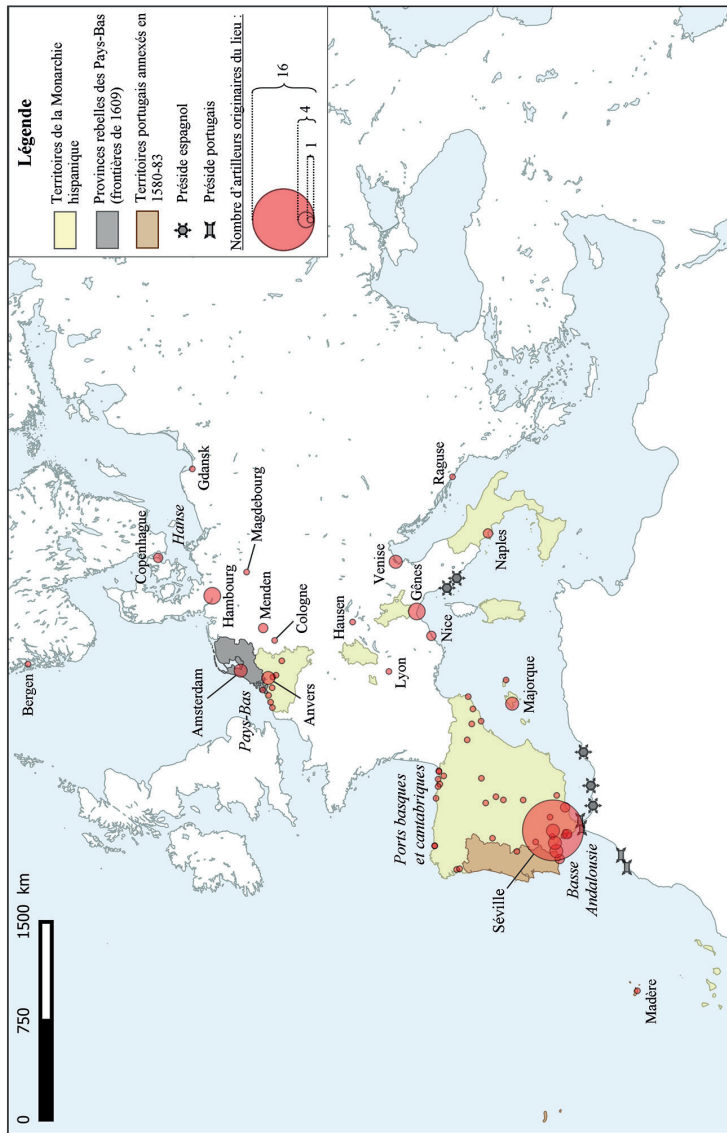 Légende
Territoires de la Monarchie
hispanique
Provinces rebelles des Pays-Bas
(frontières de 1609)
Territoires portugais annexés en
1580-83
Préside espagnol
Préside portugais
Nombre d'artilleurs originaires du lieu :
16
4
1
0
750
1500 km
Bergen
Copenhague
Hanse
Gdansk
Hambourg
Magdebourg
Menden
Cologne
Amsterdam
Pays-Bas
Anvers
Hausen
Lyon
Venise
Gênes
Nice
Raguse
Naples
Majorque
Ports basques
et cantabriques
Séville
Basse
Andalousie
Madère